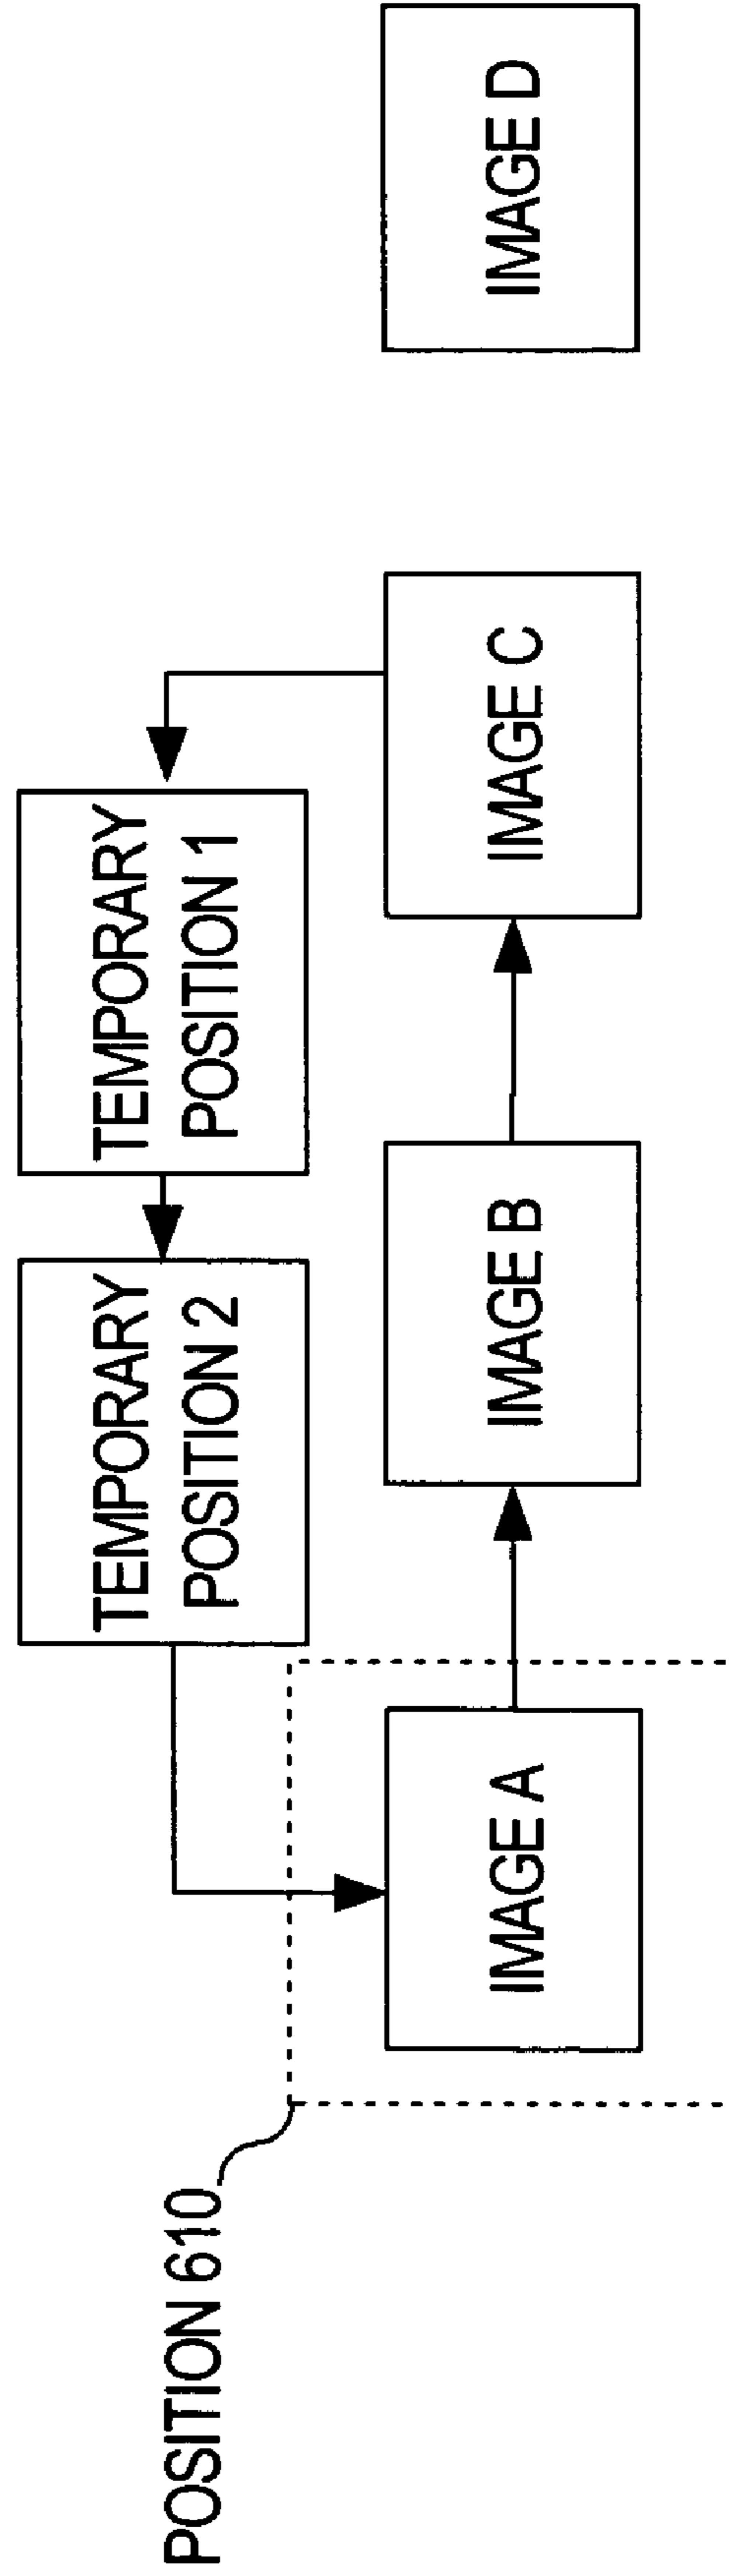 POSITION 610
TEMPORARY
POSITION 2
TEMPORARY
POSITION 1
IMAGE A
IMAGE B
IMAGE C
IMAGE D